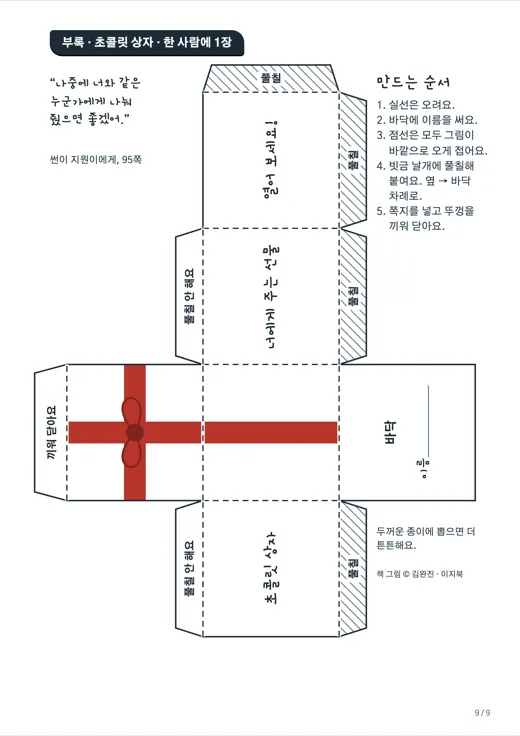 부록 · 초콜릿 상자 · 한 사람에 1장
“나중에 너와 같은
누군가에게 나눠
줬으면 좋겠어.”
썬이 지원이에게, 95쪽
만드는 순서
1. 실선은 오려요.
2. 바닥에 이름을 써요.
3. 점선은 모두 그림이
바깥으로 오게 접어요.
4. 빗금 날개에 풀칠해
붙여요. 옆 → 바닥
차례로.
5. 쪽지를 넣고 뚜껑을
끼워 닫아요.
풀칠
열어 보세요!
풀칠
풀칠 안 해요
너에게 주는 선물
풀칠
끼워 닫아요
바닥
이름
풀칠 안 해요
초콜릿 상자
풀칠
두꺼운 종이에 뽑으면 더
튼튼해요.
책 그림 © 김완진 · 이지북
9 / 9